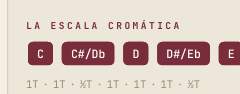 LA ESCALA CROMÁTICA
C C#/Db D D#/Eb E
1T · 1T · ½T · 1T · 1T · 1T · ½T